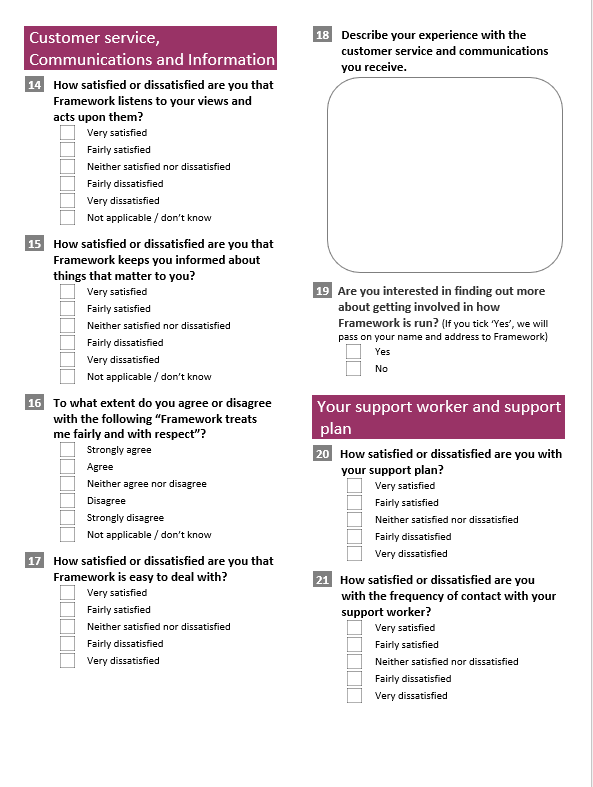 Customer service,
Communications and Information
14 How satisfied or dissatisfied are you that
Framework listens to your views and
acts upon them?
Very satisfied
Fairly satisfied
Neither satisfied nor dissatisfied
Fairly dissatisfied
Very dissatisfied
Not applicable / don’t know
15 How satisfied or dissatisfied are you that
Framework keeps you informed about
things that matter to you?
Very satisfied
Fairly satisfied
Neither satisfied nor dissatisfied
Fairly dissatisfied
Very dissatisfied
Not applicable / don’t know
16 To what extent do you agree or disagree
with the following “Framework treats
me fairly and with respect”?
Strongly agree
Agree
Neither agree nor disagree
Disagree
Strongly disagree
Not applicable / don’t know
17 How satisfied or dissatisfied are you that
Framework is easy to deal with?
Very satisfied
Fairly satisfied
Neither satisfied nor dissatisfied
Fairly dissatisfied
Very dissatisfied
18 Describe your experience with the
customer service and communications
you receive.
19 Are you interested in finding out more
about getting involved in how
Framework is run? (If you tick ‘Yes’, we will
pass on your name and address to Framework)
Yes
No
Your support worker and support
plan
20 How satisfied or dissatisfied are you with
your support plan?
Very satisfied
Fairly satisfied
Neither satisfied nor dissatisfied
Fairly dissatisfied
Very dissatisfied
21 How satisfied or dissatisfied are you
with the frequency of contact with your
support worker?
Very satisfied
Fairly satisfied
Neither satisfied nor dissatisfied
Fairly dissatisfied
Very dissatisfied